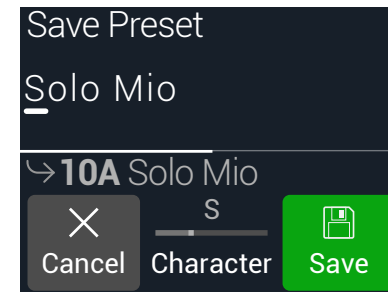 Save Preset
Solo Mio
10A Solo Mio
S
Cancel Character Save